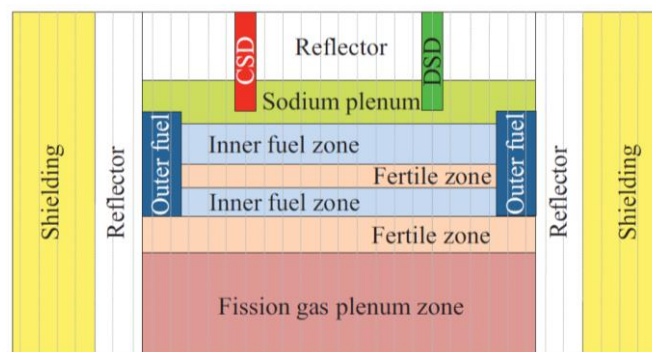 CSD
Reflector
DSD
Sodium plenum
Shielding
Reflector
Outer fuel
Inner fuel zone
Fertile zone
Inner fuel zone
Outer fuel
Reflector
Shielding
Fertile zone
Fission gas plenum zone